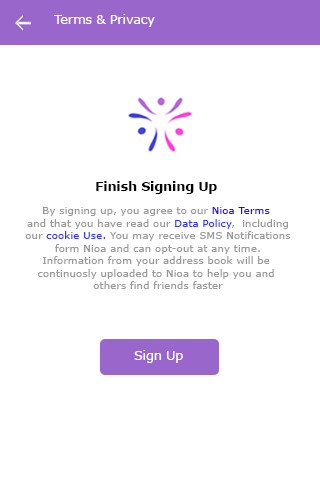 Terms & Privacy
Finish Signing Up
By signing up, you agree to our Nioa Terms
and that you have read our Data Policy, including
our cookie Use. You may receive SMS Notifications
form Nioa and can opt-out at any time.
Information from your address book will be
continuosly uploaded to Nioa to help you and
others find friends faster
Sign Up